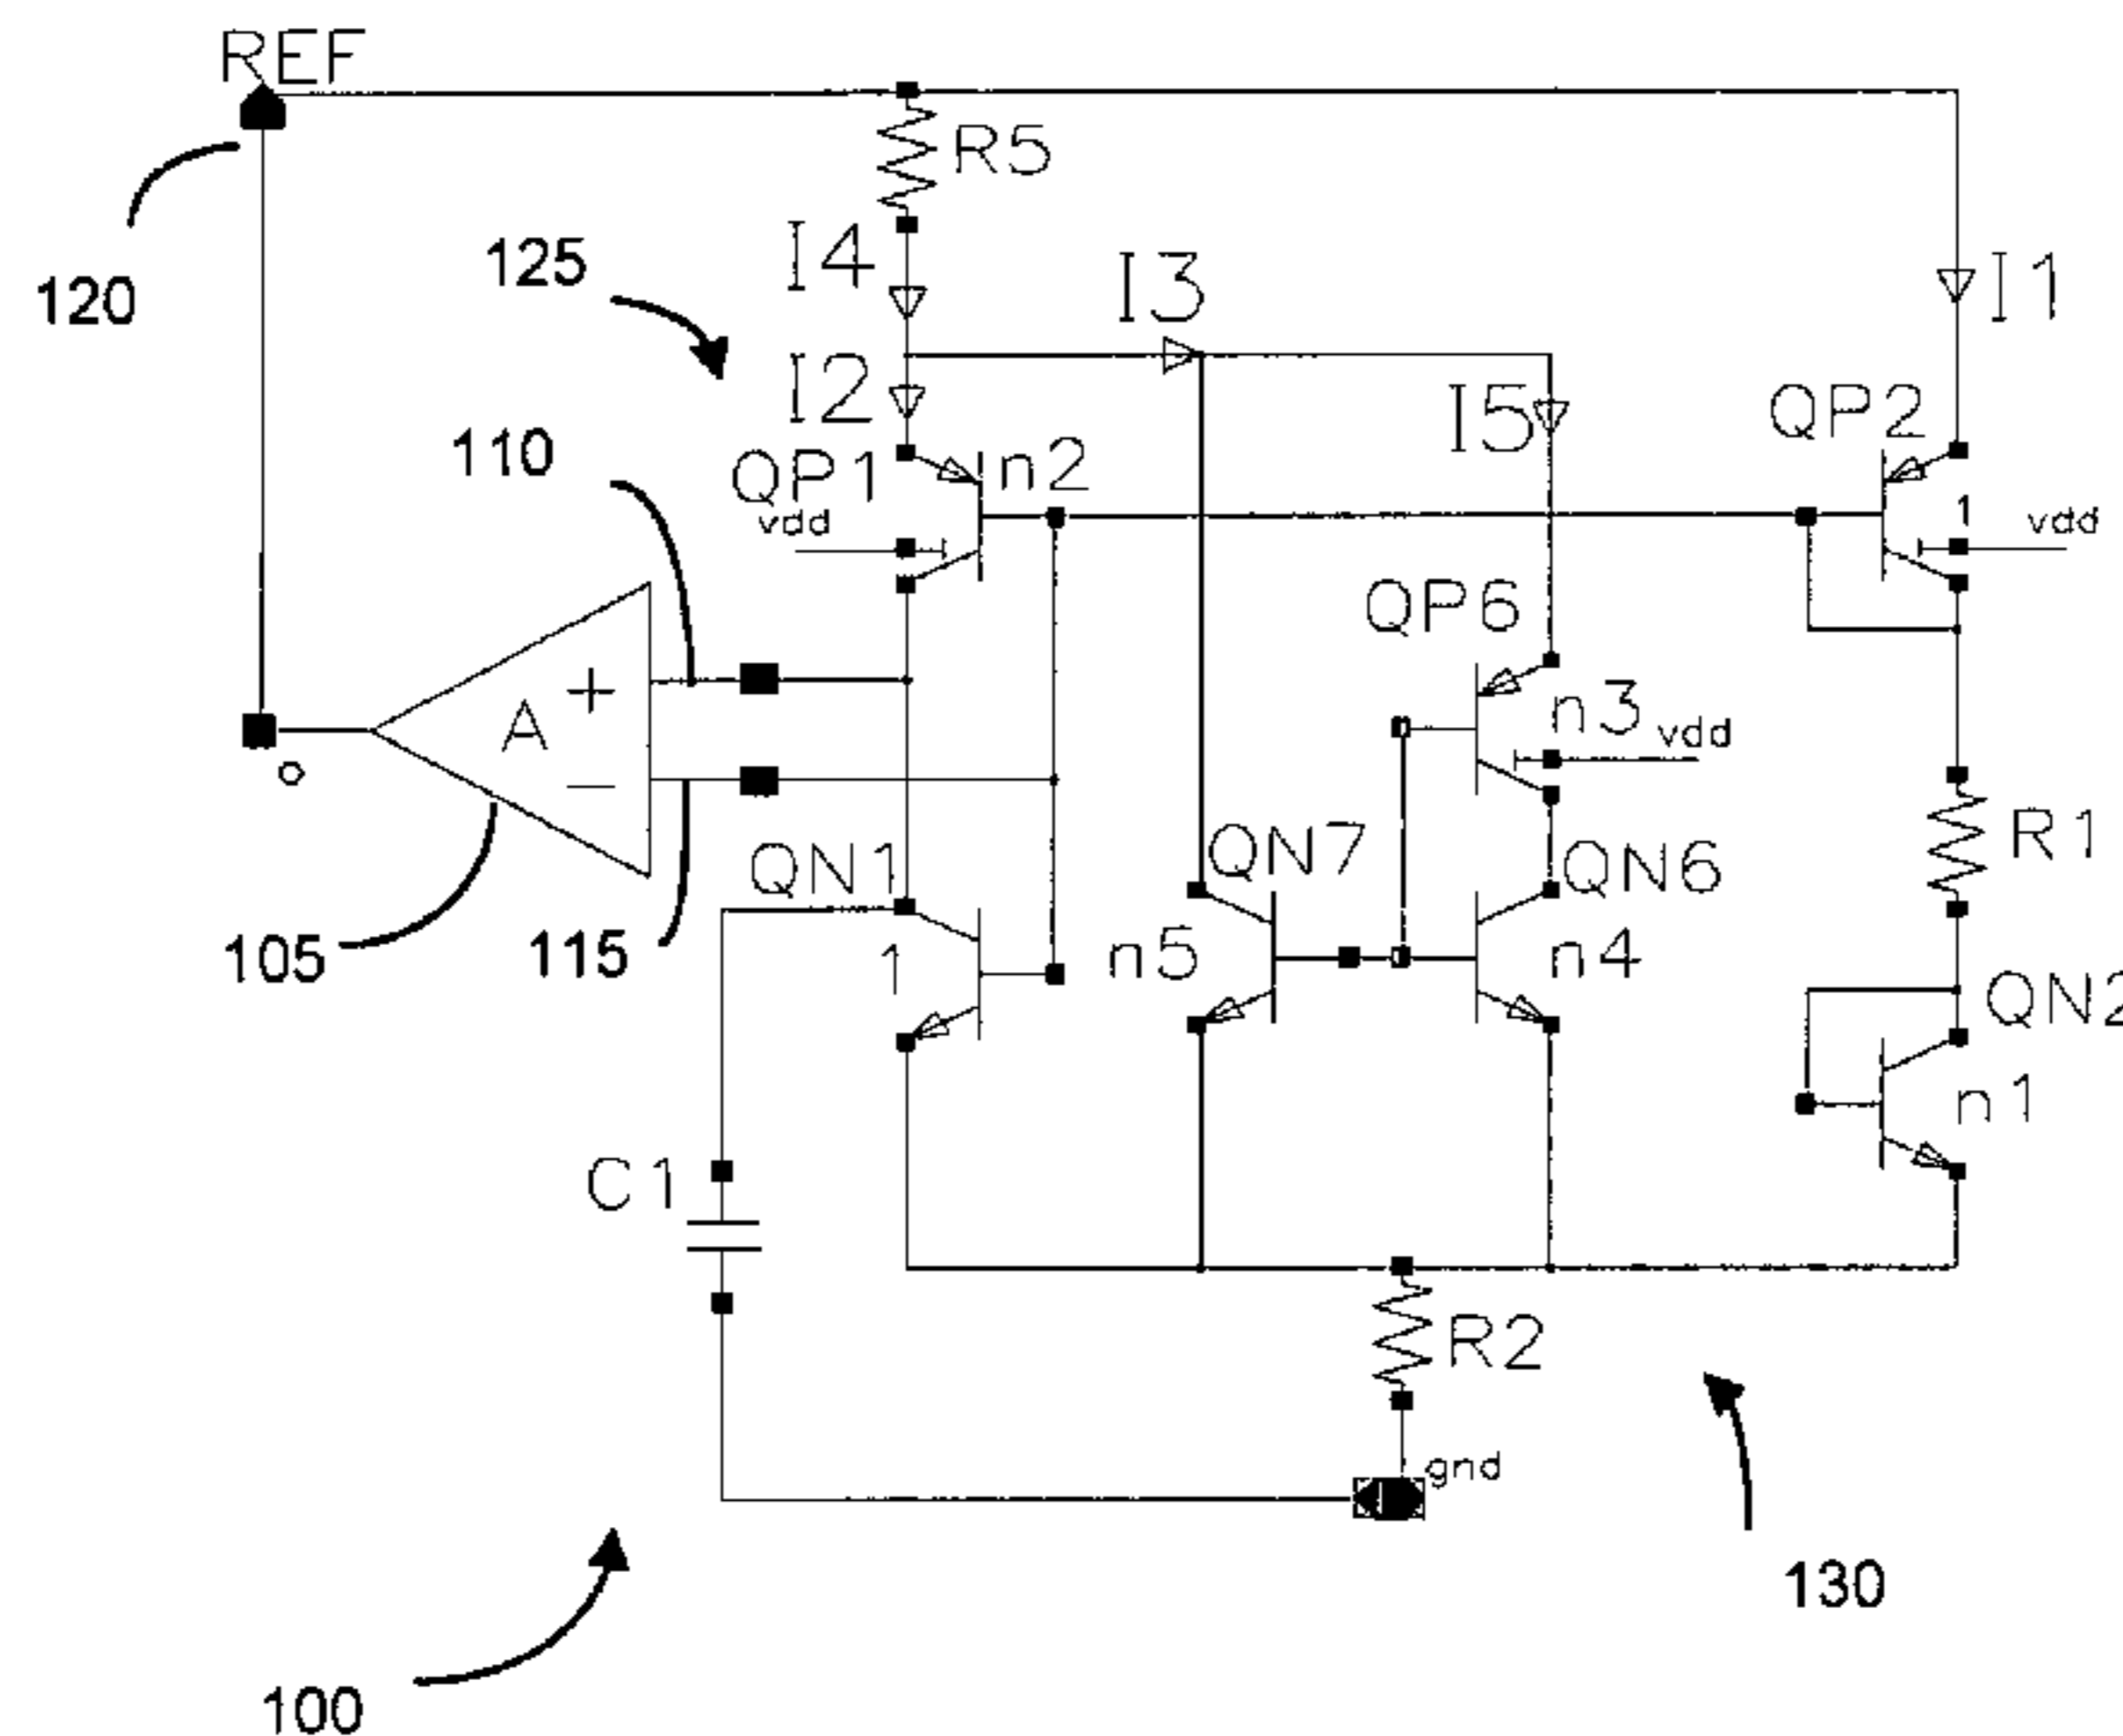 REF
R5
I4
125
I3
I1
120
I2
I5
QP2
110
QP1
n2
vdd
1
vdd
QP6
n3
vdd
A
+
−
o
QN1
QN7
QN6
R1
105
115
1
n5
n4
QN2
n1
C1
R2
gnd
130
100